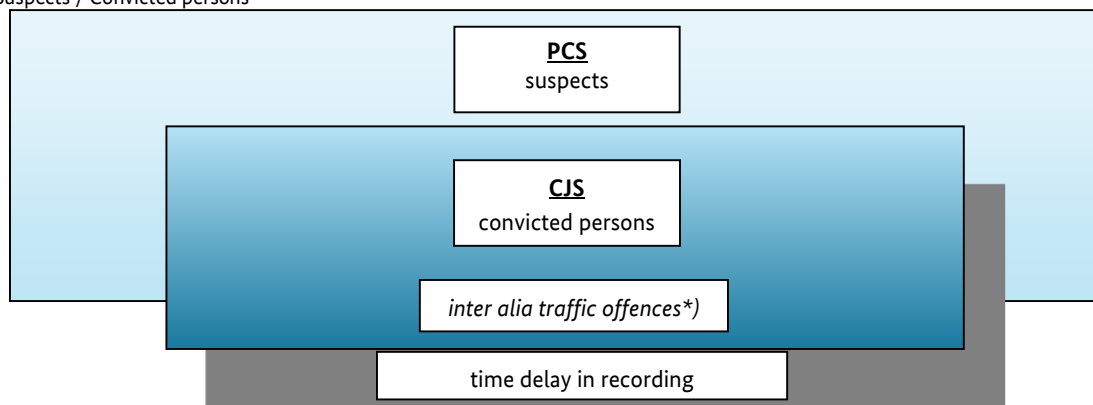 Suspects / Convicted persons
PCS
suspects
CJS
convicted persons
inter alia traffic offences*)
time delay in recording